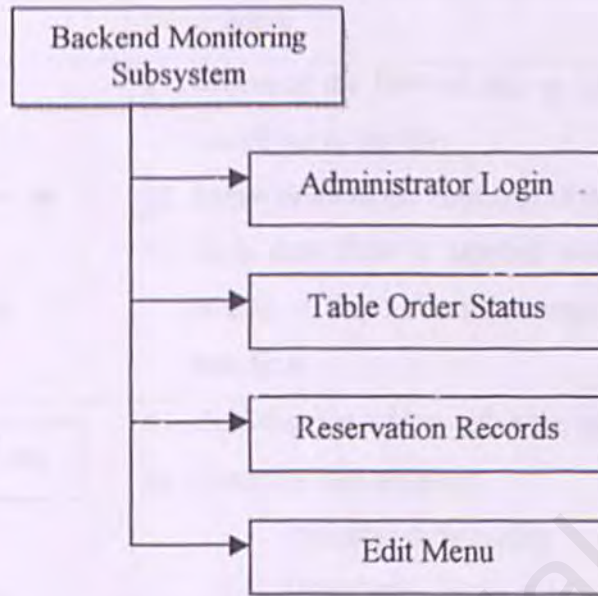 Backend Monitoring
Subsystem
Administrator Login
Table Order Status
Reservation Records
Edit Menu